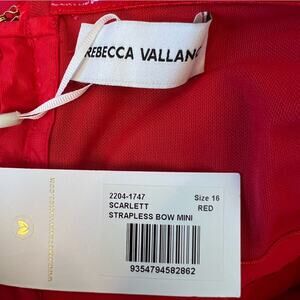 REBECCA VALLANC
2204-1747
Size 16
SCARLETT
RED
STRAPLESS BOW MINI
9354794582862